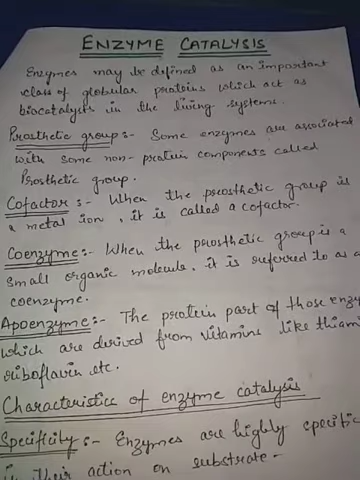 ENZYME CATALYSIS
Enzymes may be defined as an important
class of globular proteins which act as
biocatalysts in the living systems.
Prosthetic group:- Some enzymes are associated
with some non-protein components called
Prosthetic group.
Cofactor:- When the prosthetic group is
a metal ion, it is called a cofactor.
Coenzyme:- When the prosthetic group is a
small organic molecule, it is referred to as a
coenzyme.
Apoenzyme:- The protein part of those enzy
which are derived from vitamins like thiam
riboflavin etc.
Characteristics of enzyme catalysis
Specificity:- Enzymes are highly specific
in their action on substrate-